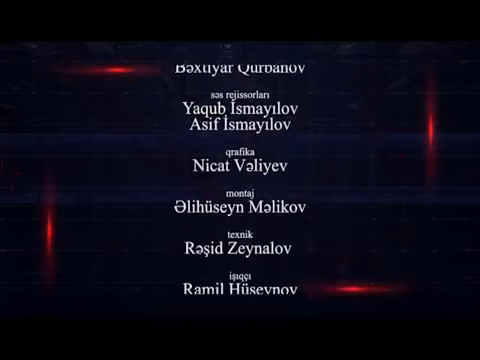 Bəxtiyar Qurbanov
səs rejissorları
Yaqub İsmayılov
Asif İsmayılov
qrafika
Nicat Vəliyev
montaj
Əlihüseyn Məlikov
texnik
Rəşid Zeynalov
işıqçı
Ramil Hüseynov